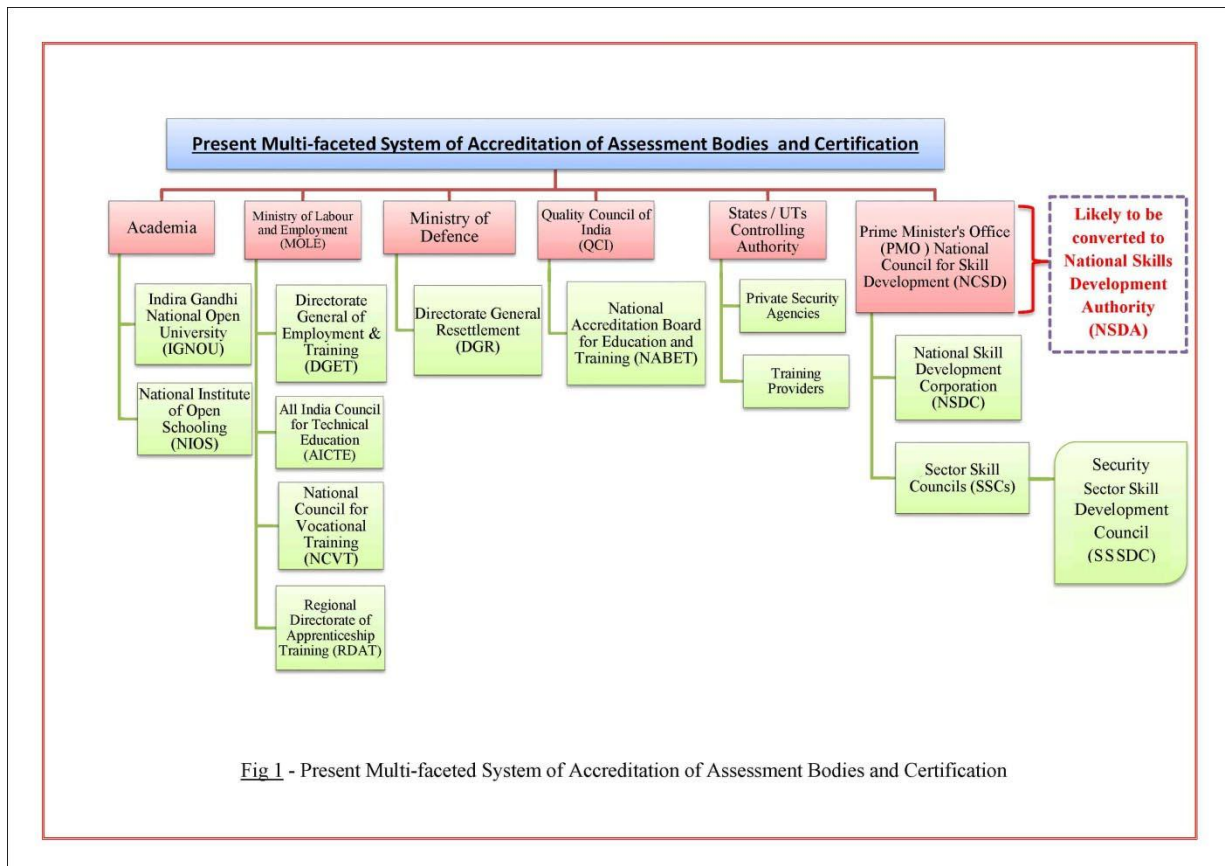 Present Multi-faceted System of Accreditation of Assessment Bodies and Certification
Academia
Indira Gandhi
National Open
University
(IGNOU)
National Institute
of Open
Schooling
(NIOS)
Ministry of Labour
and Employment
(MOLE)
Directorate
General of
Employment &
Training
(DGET)
All India Council
for Technical
Education
(AICTE)
National
Council for
Vocational
Training
(NCVT)
Regional
Directorate of
Apprenticeship
Training (RDAT)
Ministry of
Defence
Directorate General
Resettlement
(DGR)
Quality Council of
India
(QCI)
National
Accreditation Board
for Education and
Training (NABET)
States / UTs
Controlling
Authority
Private Security
Agencies
Training
Providers
Prime Minister's Office
(PMO ) National
Council for Skill
Development (NCSD)
National Skill
Development
Corporation
(NSDC)
Sector Skill
Councils (SSCs)
Security
Sector Skill
Development
Council
(SSSDC)
Likely to be
converted to
National Skills
Development
Authority
(NSDA)
Fig 1 - Present Multi-faceted System of Accreditation of Assessment Bodies and Certification